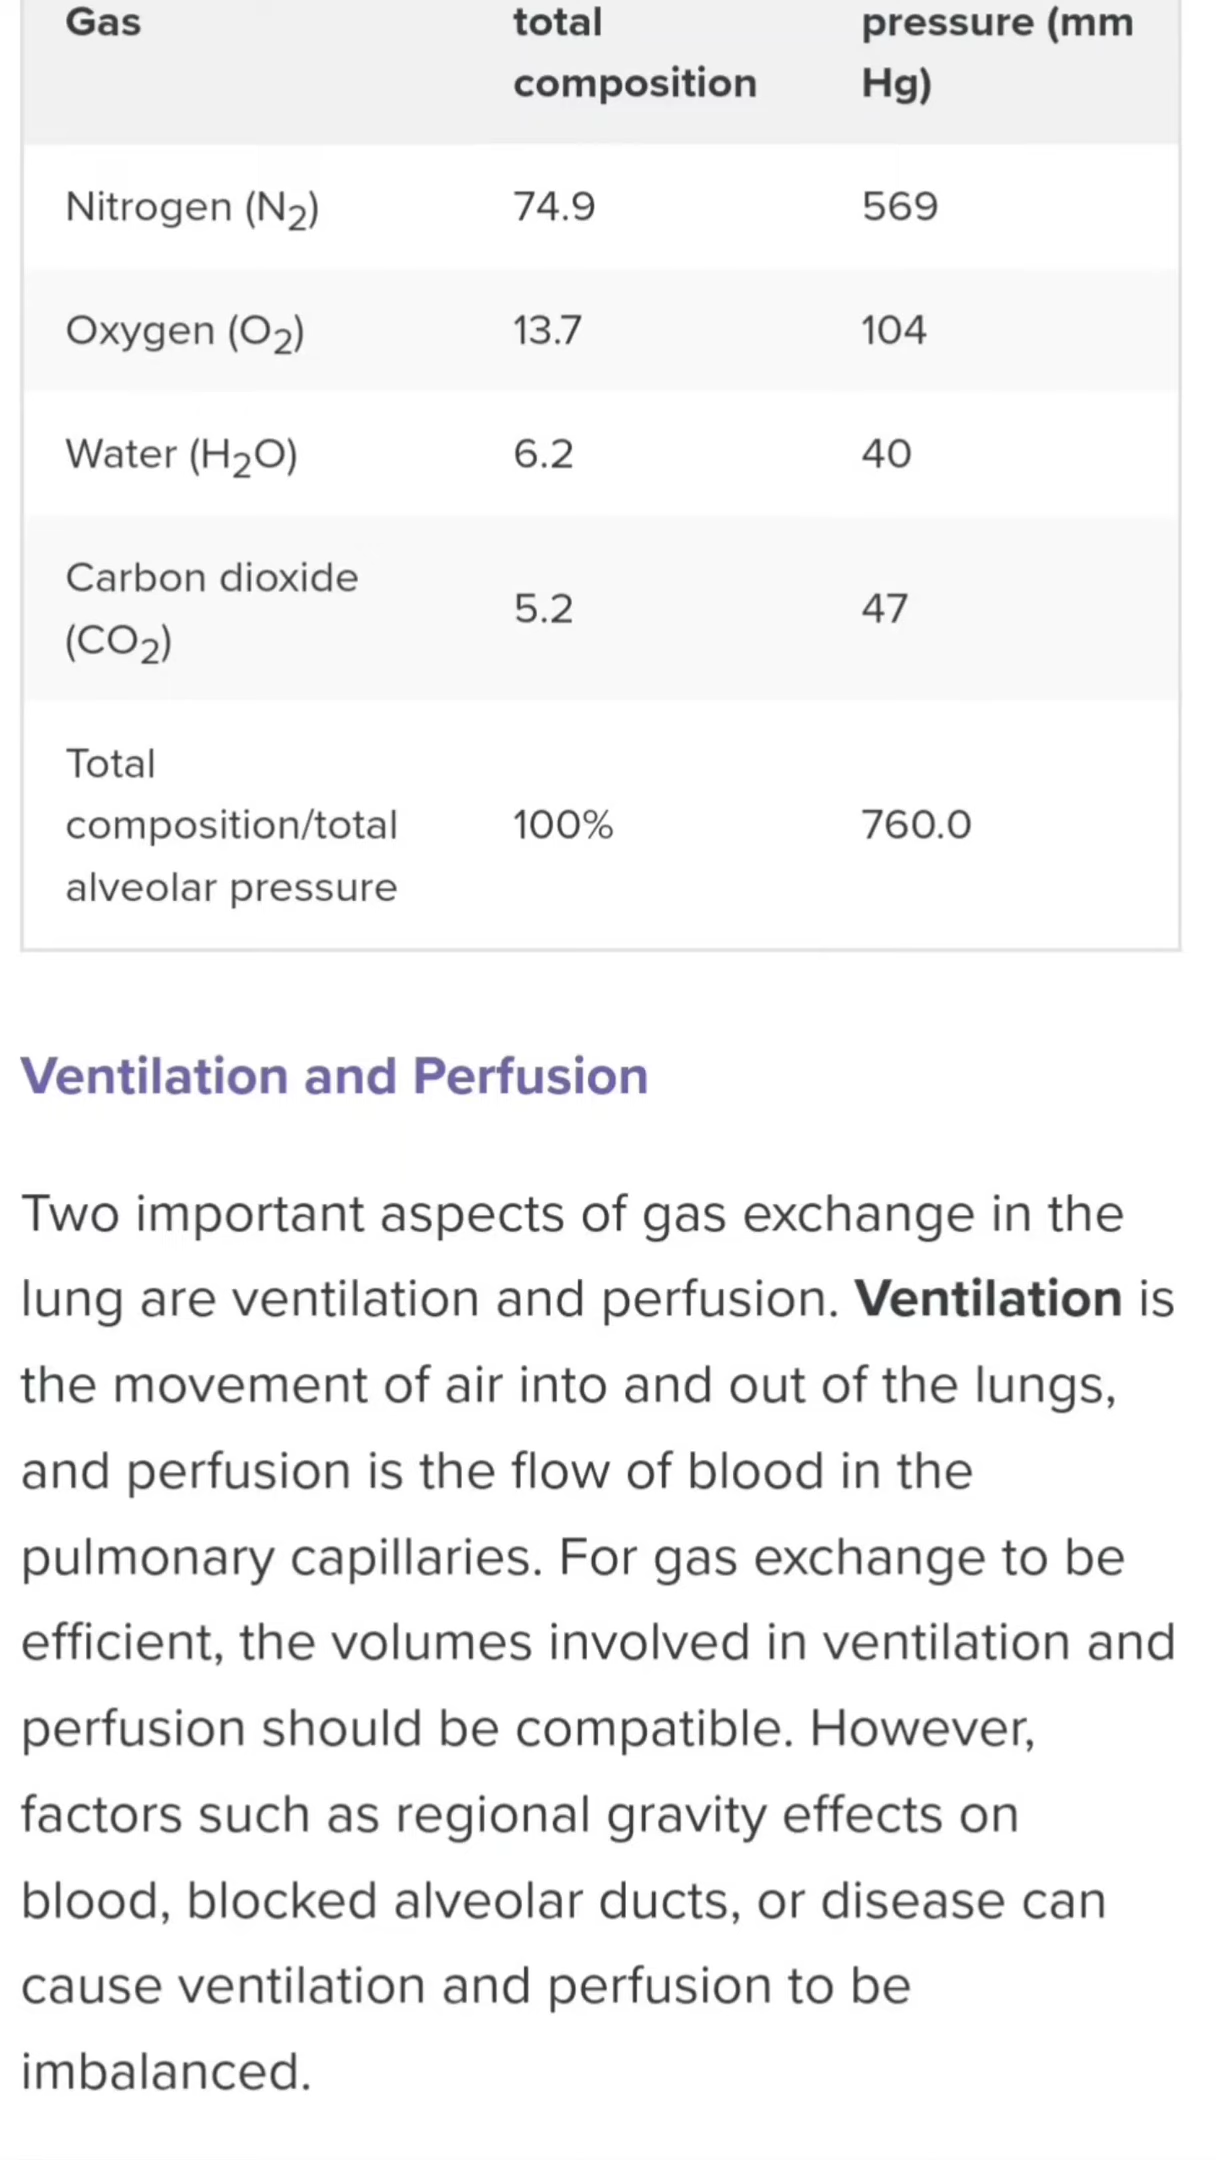 Gas total pressure (mm
composition Hg)
Nitrogen (N₂) 74.9 569
Oxygen (O₂) 13.7 104
Water (H₂O) 6.2 40
Carbon dioxide
(CO₂) 5.2 47
Total
composition/total 100% 760.0
alveolar pressure
Ventilation and Perfusion
Two important aspects of gas exchange in the
lung are ventilation and perfusion. Ventilation is
the movement of air into and out of the lungs,
and perfusion is the flow of blood in the
pulmonary capillaries. For gas exchange to be
efficient, the volumes involved in ventilation and
perfusion should be compatible. However,
factors such as regional gravity effects on
blood, blocked alveolar ducts, or disease can
cause ventilation and perfusion to be
imbalanced.